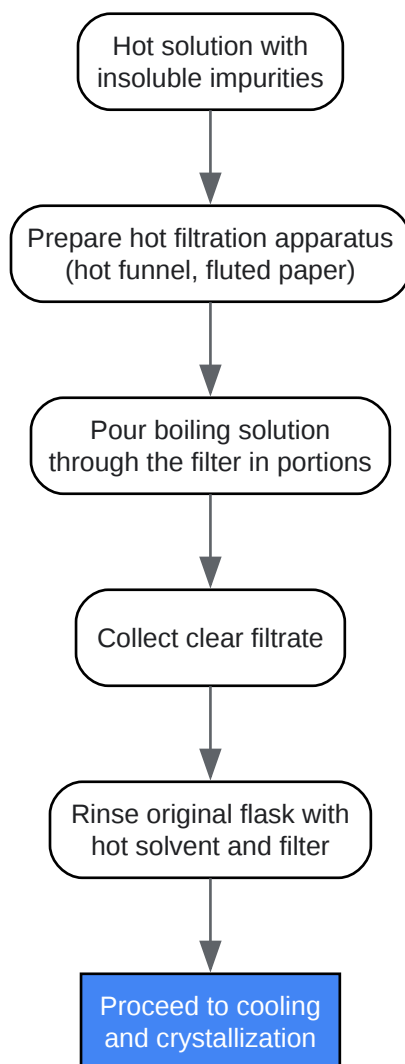 Hot solution with
insoluble impurities
Prepare hot filtration apparatus
(hot funnel, fluted paper)
Pour boiling solution
through the filter in portions
Collect clear filtrate
Rinse original flask with
hot solvent and filter
Proceed to cooling
and crystallization